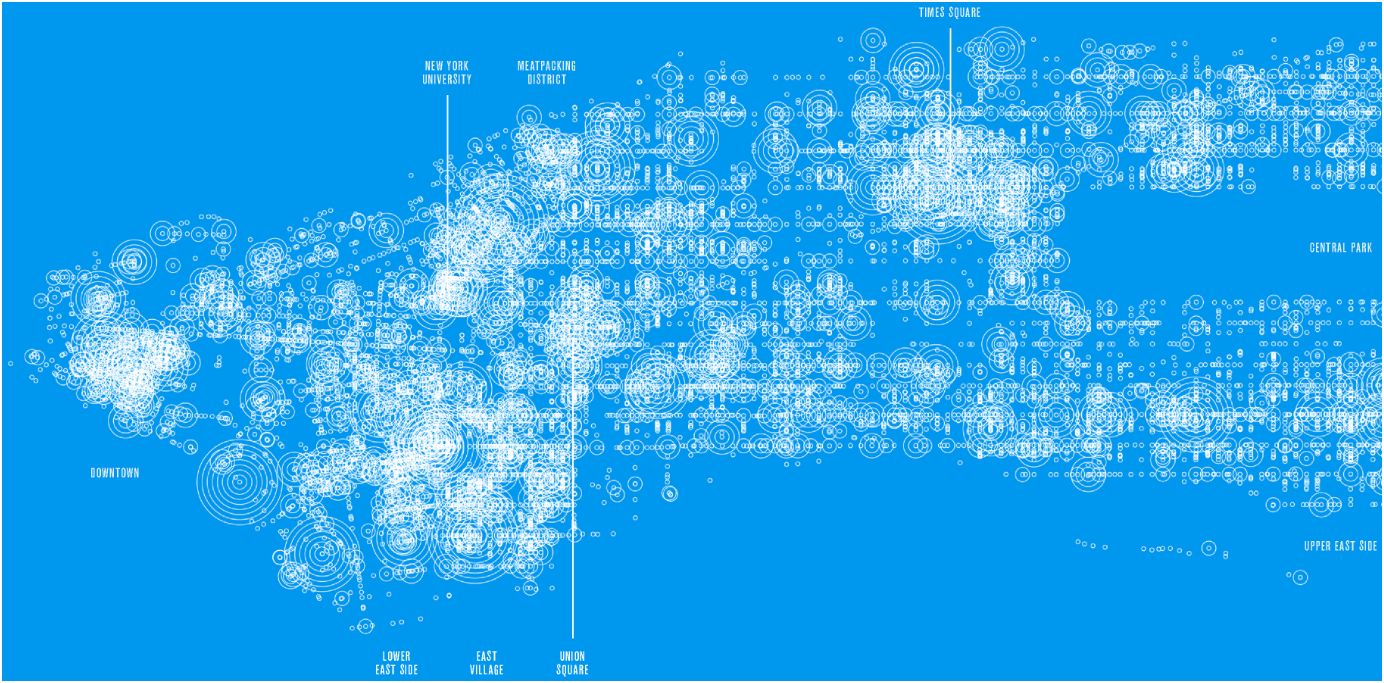 TIMES SQUARE
NEW YORK
UNIVERSITY
MEATPACKING
DISTRICT
CENTRAL PARK
DOWNTOWN
UPPER EAST SIDE
LOWER
EAST SIDE
EAST
VILLAGE
UNION
SQUARE